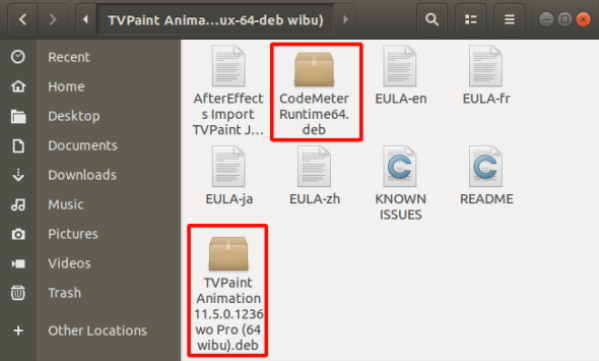 TVPaint Anima...ux-64-deb wibu)
Recent
Home
Desktop
Documents
Downloads
Music
Pictures
Videos
Trash
Other Locations
AfterEffect
s Import
TVPaint J...
CodeMeter
Runtime64.
deb
EULA-en
EULA-fr
EULA-ja
EULA-zh
KNOWN
ISSUES
README
TVPaint
Animation
11.5.0.1236
wo Pro (64
wibu).deb